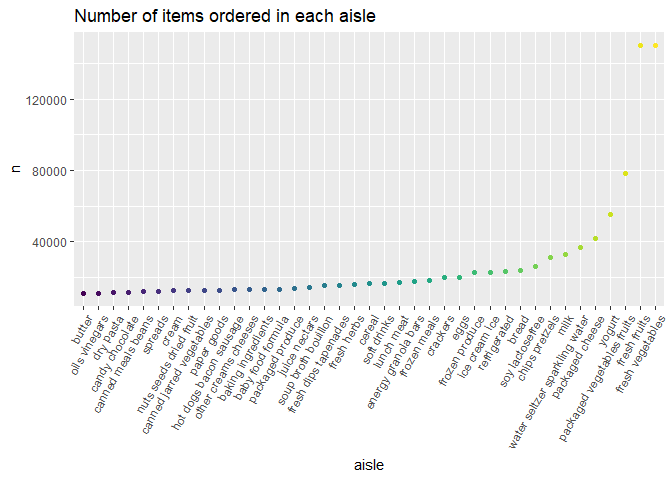 Number of items ordered in each aisle
n
120000
80000
40000
butter
oils vinegars
dry pasta
candy chocolate
canned meals beans
spreads
cream
nuts seeds dried fruit
canned jarred vegetables
paper goods
hot dogs bacon sausage
other creams cheeses
baking ingredients
baby food formula
packaged produce
juice nectars
soup broth bouillon
fresh dips tapenades
fresh herbs
cereal
soft drinks
lunch meat
energy granola bars
frozen meals
crackers
eggs
frozen produce
ice cream ice
refrigerated
bread
soy lactosefree
chips pretzels
milk
water seltzer sparkling water
packaged cheese
yogurt
packaged vegetables fruits
fresh fruits
fresh vegetables
aisle